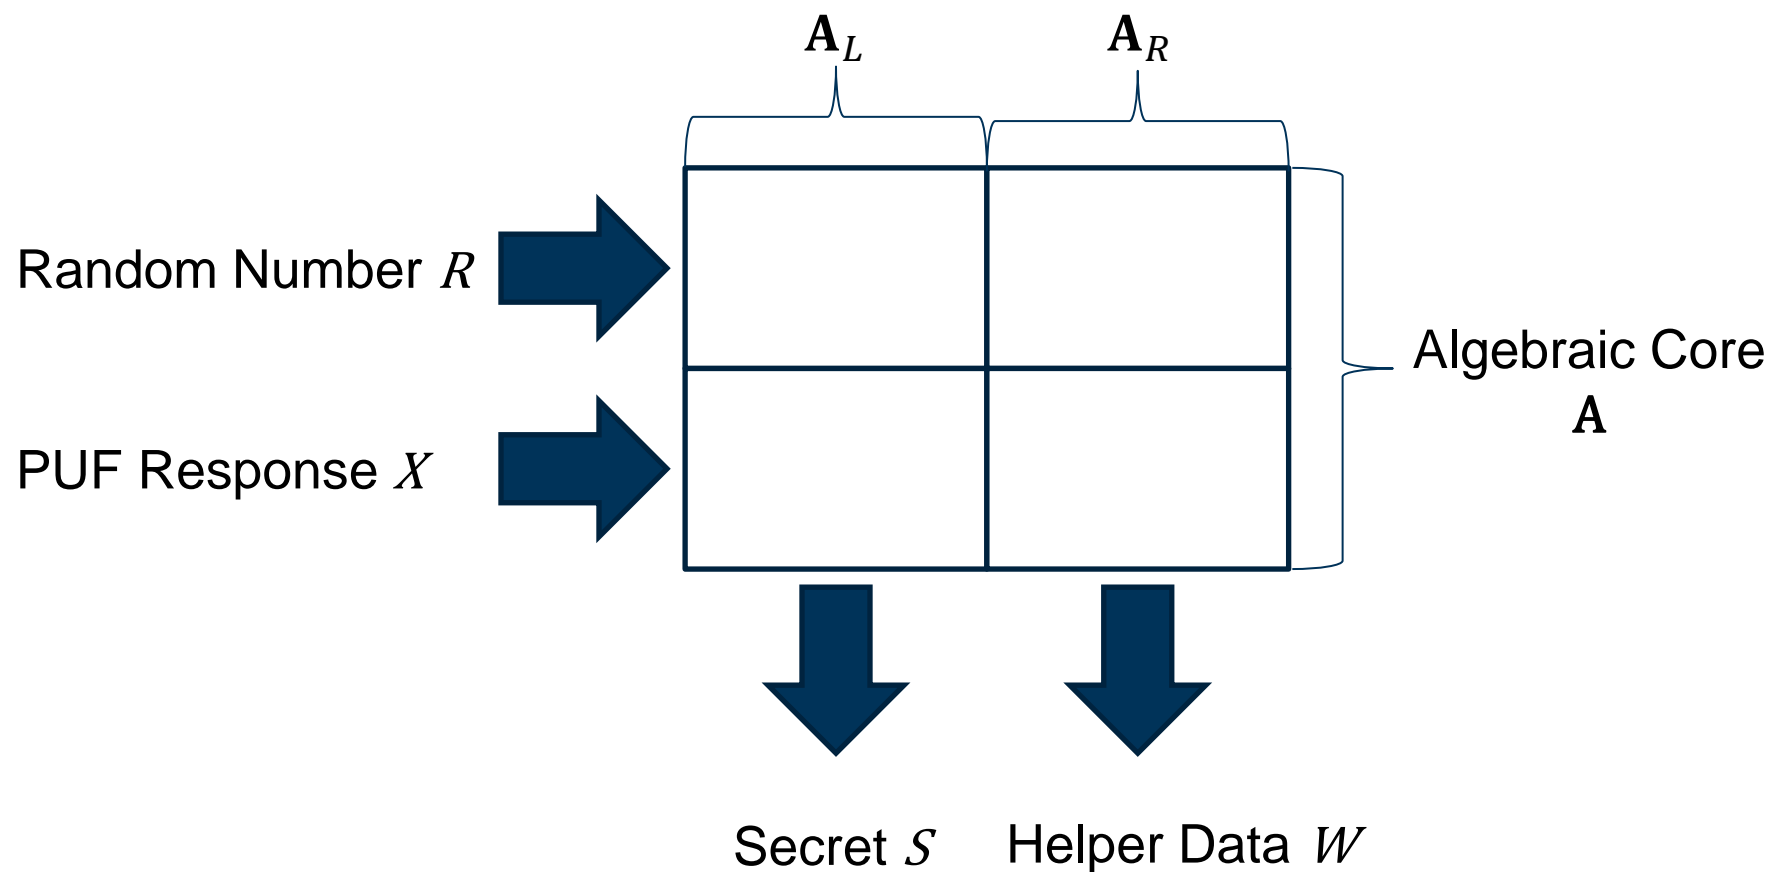 A_L
A_R
Random Number R
PUF Response X
Algebraic Core
A
Secret S
Helper Data W